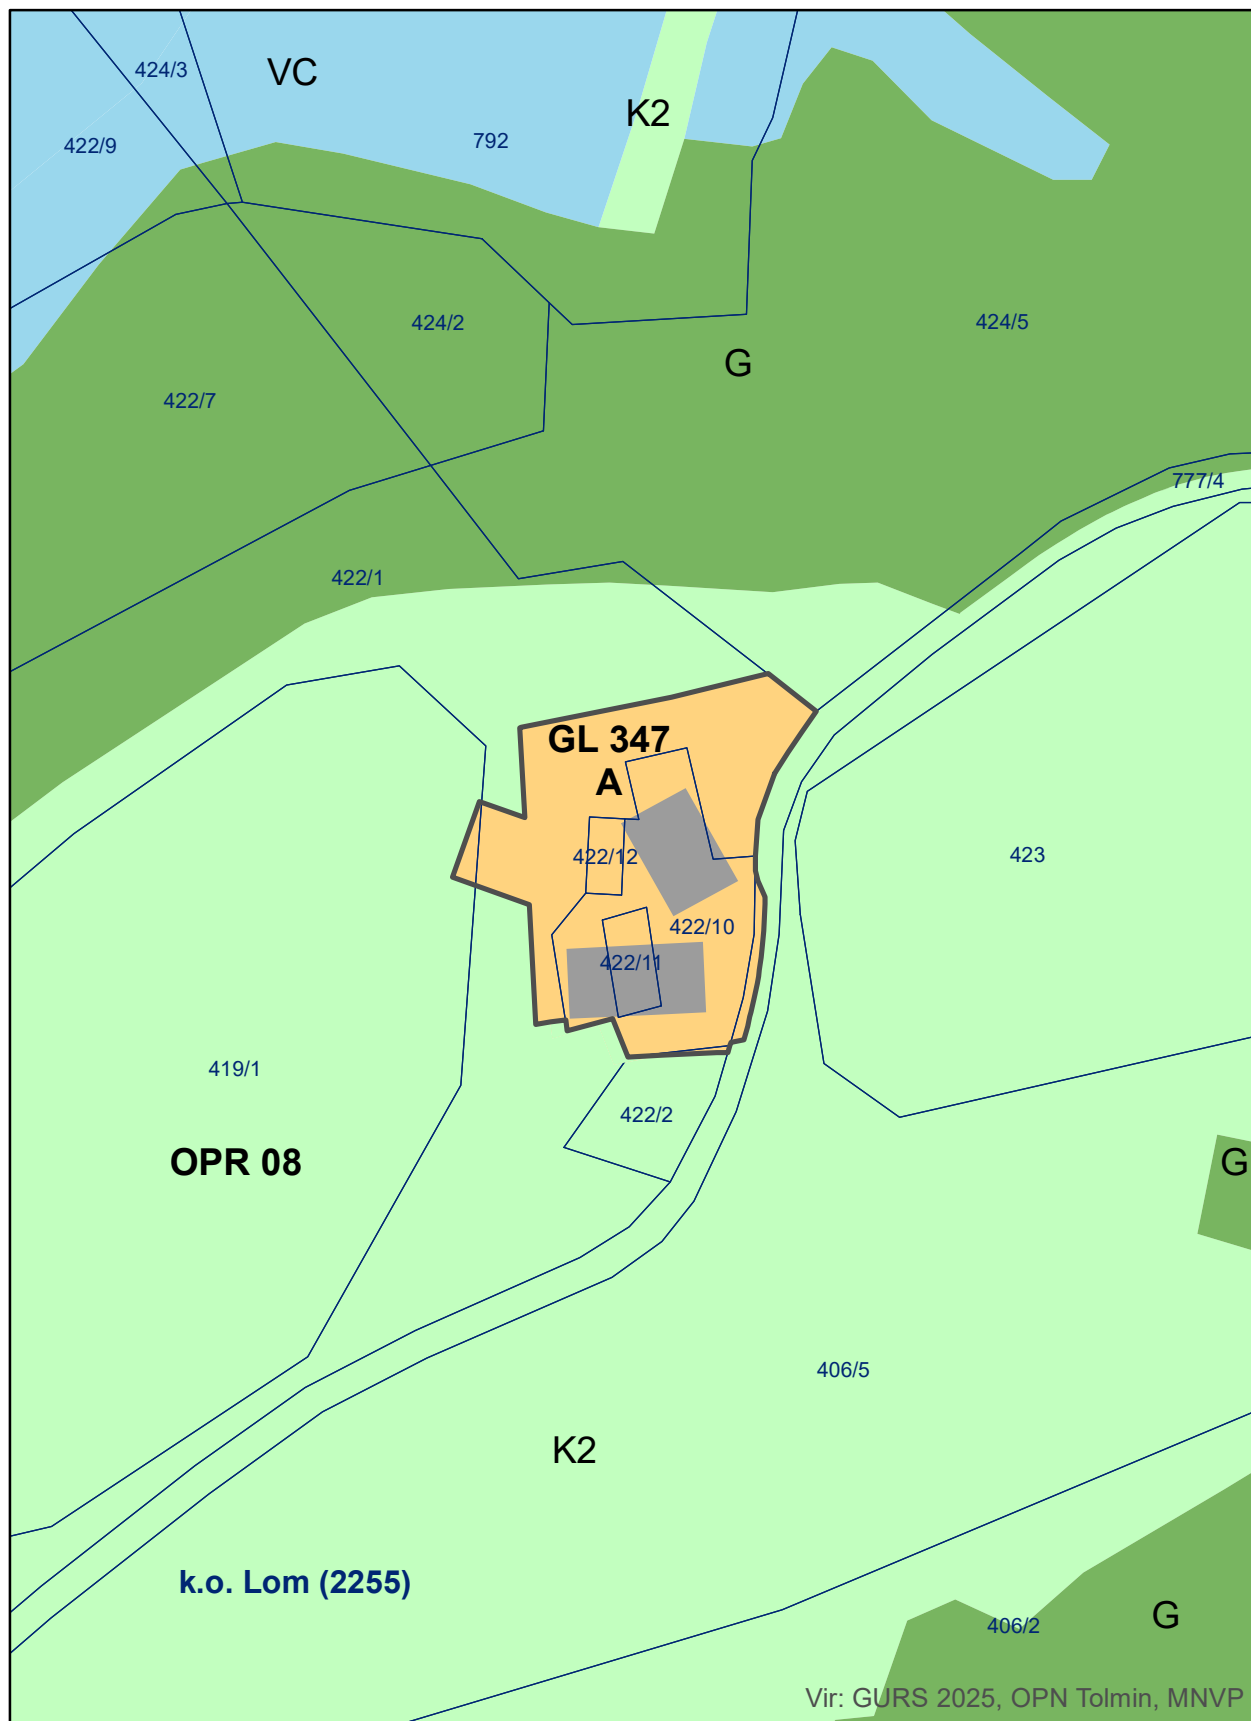 424/3
VC
K2
422/9
792
424/2
424/5
G
422/7
777/4
422/1
GL 347
A
422/12
423
422/10
422/11
419/1
422/2
OPR 08
G
406/5
K2
k.o. Lom (2255)
G
406/2
Vir: GURS 2025, OPN Tolmin, MNVP